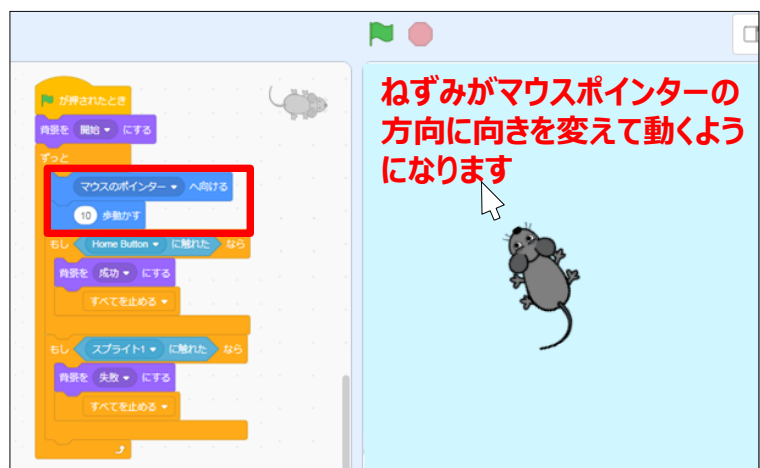 が押されたとき
背景を 開始 にする
ずっと
マウスのポインター へ向ける
10 歩動かす
もし Home Button に触れた なら
背景を 成功 にする
すべてを止める
もし スプライト1 に触れた なら
背景を 失敗 にする
すべてを止める
ねずみがマウスポインターの
方向に向きを変えて動くよう
になります